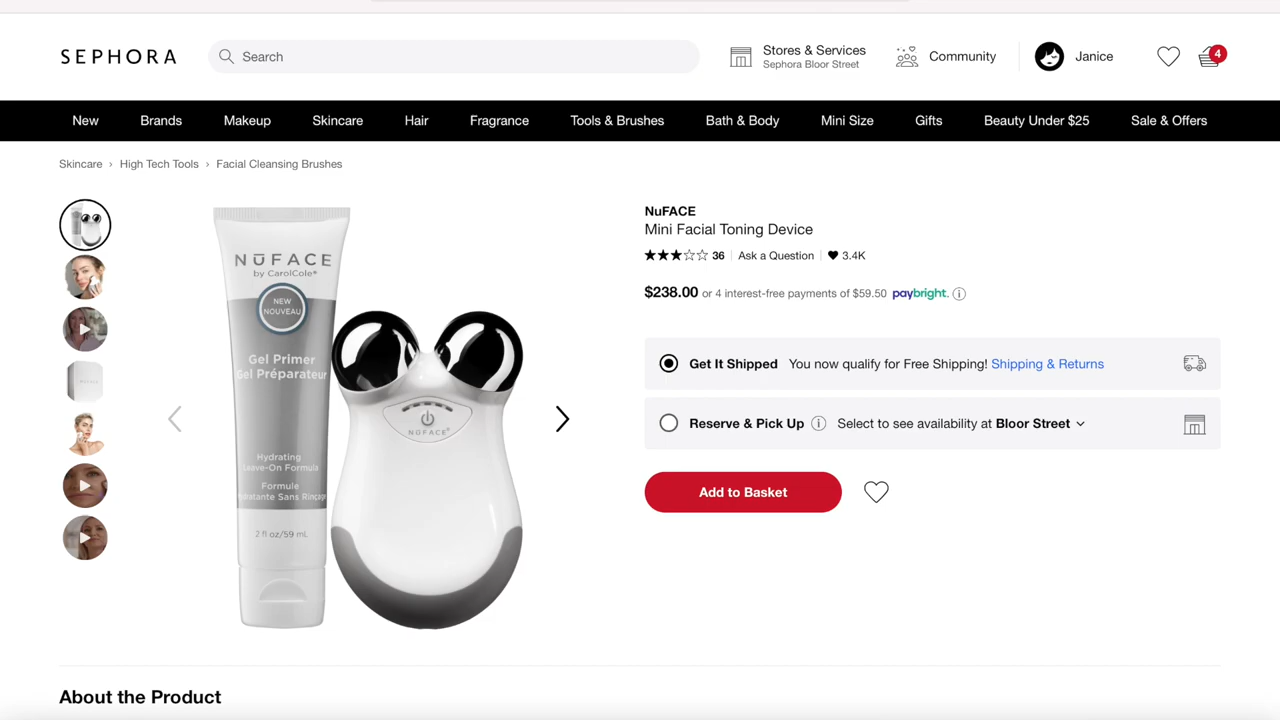 SEPHORA
Search
Stores & Services
Sephora Bloor Street
Community
Janice
4
New Brands Makeup Skincare Hair Fragrance Tools & Brushes Bath & Body Mini Size Gifts Beauty Under $25 Sale & Offers
Skincare › High Tech Tools › Facial Cleansing Brushes
NŪFACE
by CarolCole®
NEW
NOUVEAU
Gel Primer
Gel Préparateur
Hydrating
Leave-On Formula
Formule
Hydratante Sans Rinçage
2 fl oz/59 mL
NŪFACE®
NuFACE
Mini Facial Toning Device
36 Ask a Question 3.4K
$238.00 or 4 interest-free payments of $59.50 paybright.
Get It Shipped You now qualify for Free Shipping! Shipping & Returns
Reserve & Pick Up Select to see availability at Bloor Street
Add to Basket
About the Product